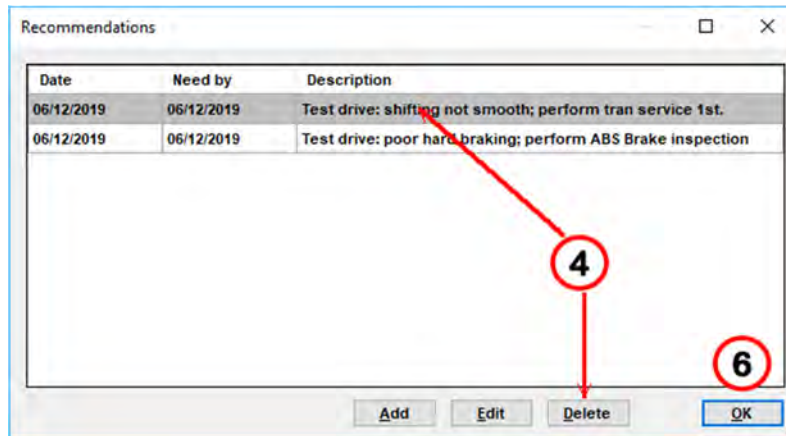 Recommendations
Date Need by Description
06/12/2019 06/12/2019 Test drive: shifting not smooth; perform tran service 1st.
06/12/2019 06/12/2019 Test drive: poor hard braking; perform ABS Brake inspection
4
6
Add Edit Delete OK